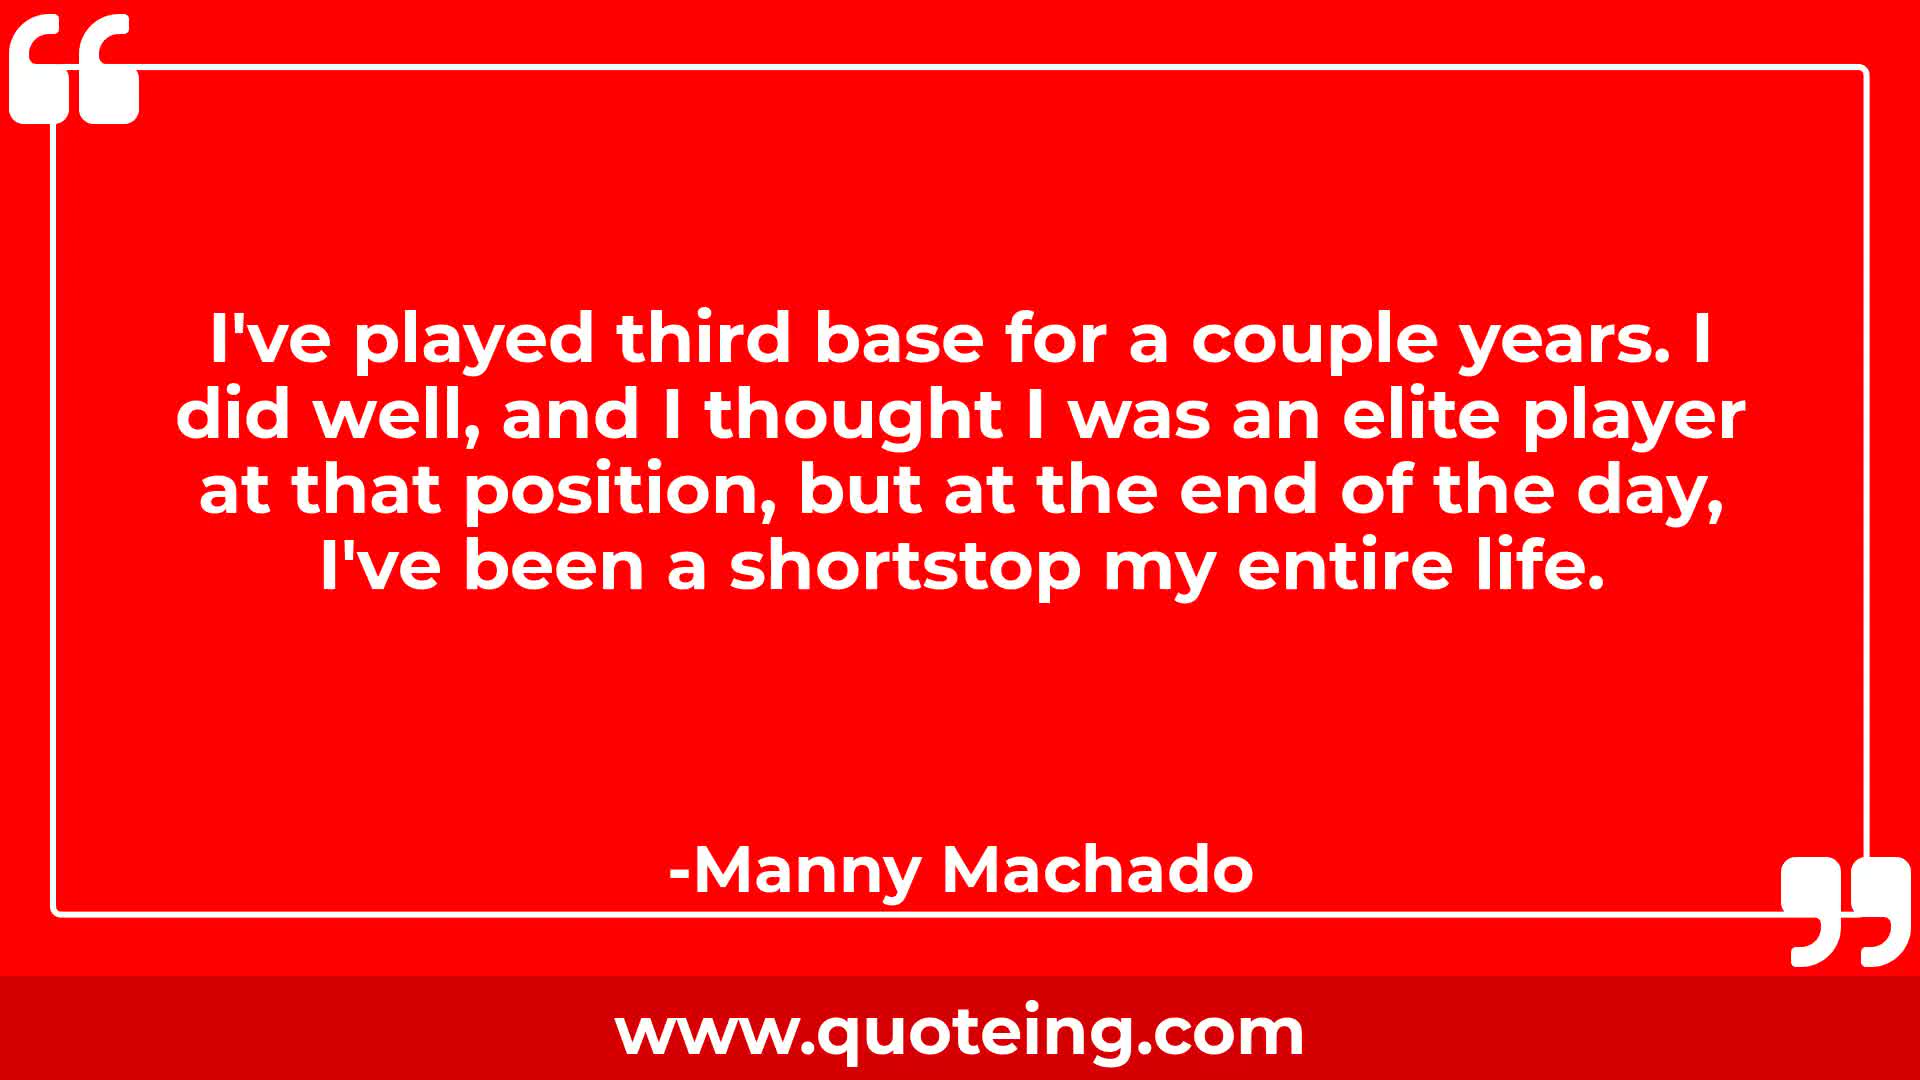 I've played third base for a couple years. I
did well, and I thought I was an elite player
at that position, but at the end of the day,
I've been a shortstop my entire life.
-Manny Machado
www.quoteing.com